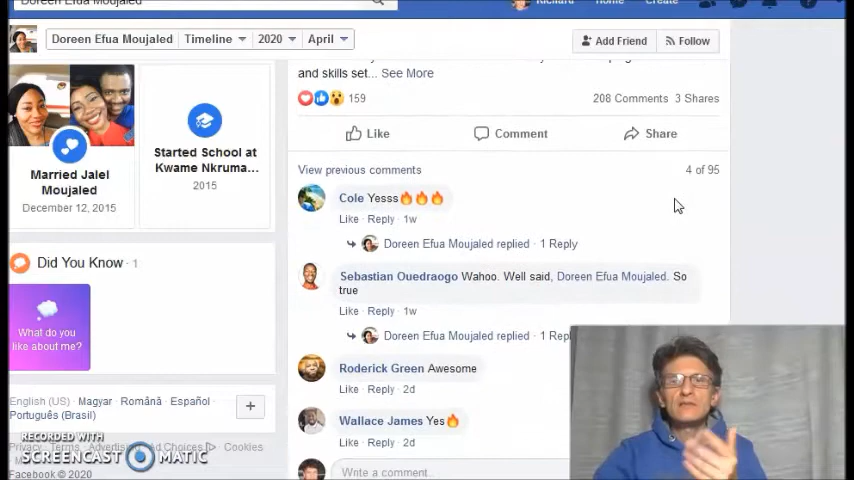 Doreen Efua Moujaled
Richard Home Create
Doreen Efua Moujaled Timeline 2020 April
Add Friend Follow
and skills set... See More
159 208 Comments 3 Shares
Like Comment Share
View previous comments 4 of 95
Cole Yesss🔥🔥🔥
Like · Reply · 1w
Doreen Efua Moujaled replied · 1 Reply
Sebastian Ouedraogo Wahoo. Well said, Doreen Efua Moujaled. So
true
Like · Reply · 1w
Doreen Efua Moujaled replied · 1
Roderick Green Awesome
Like · Reply · 2d
Wallace James Yes🔥
Like · Reply · 2d
Write a comment...
Married Jalel
Moujaled
December 12, 2015
Started School at
Kwame Nkruma...
2015
Did You Know · 1
What do you
like about me?
English (US) · Magyar · Română · Español ·
Português (Brasil)
Privacy · Terms · Advertising · Ad Choices · Cookies
Facebook © 2020
RECORDED WITH
SCREENCAST MATIC